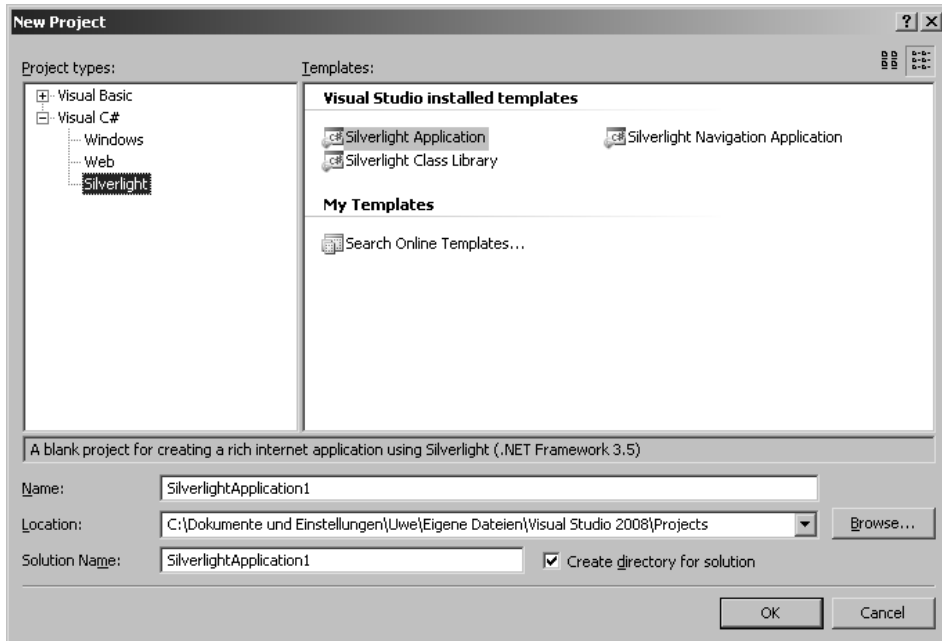 New Project
Project types:
Templates:
Visual Basic
Visual C#
Windows
Web
Silverlight
Visual Studio installed templates
Silverlight Application
Silverlight Navigation Application
Silverlight Class Library
My Templates
Search Online Templates...
A blank project for creating a rich internet application using Silverlight (.NET Framework 3.5)
Name:
SilverlightApplication1
Location:
C:\Dokumente und Einstellungen\Uwe\Eigene Dateien\Visual Studio 2008\Projects
Browse...
Solution Name:
SilverlightApplication1
Create directory for solution
OK
Cancel